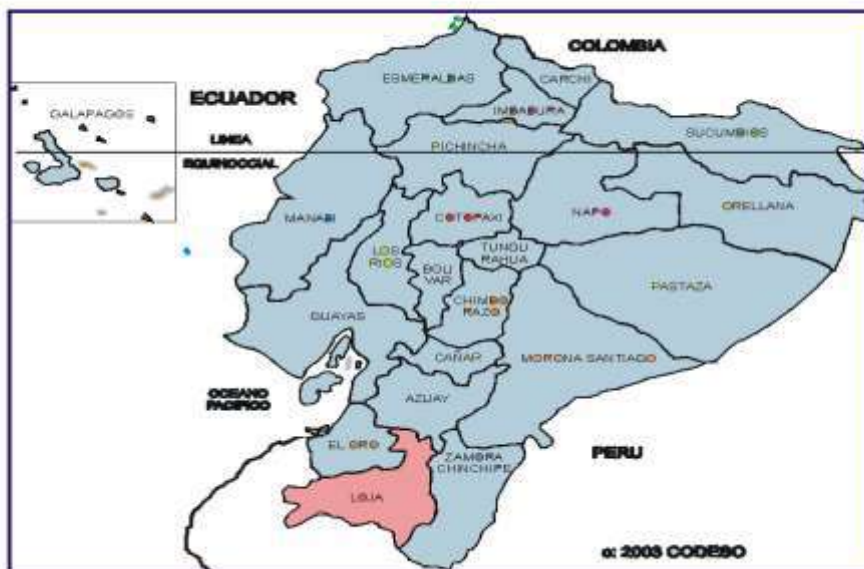 COLOMBIA
ESMERALDAS
CARCHI
ECUADOR
IMBABURA
GALAPAGOS
SUCUMBIOS
LINEA
EQUINOCCIAL
PICHINCHA
MANABI
COTOPAXI
NAPO
ORELLANA
LOS
RIOS
TUNGU
RAHUA
BOLI
VAR
PASTAZA
CHIMBO
RAZO
GUAYAS
CAÑAR
MORONA SANTIAGO
OCEANO
PACIFICO
AZUAY
EL ORO
ZAMORA
CHINCHIPE
PERU
LOJA
α: 2003 CODESO